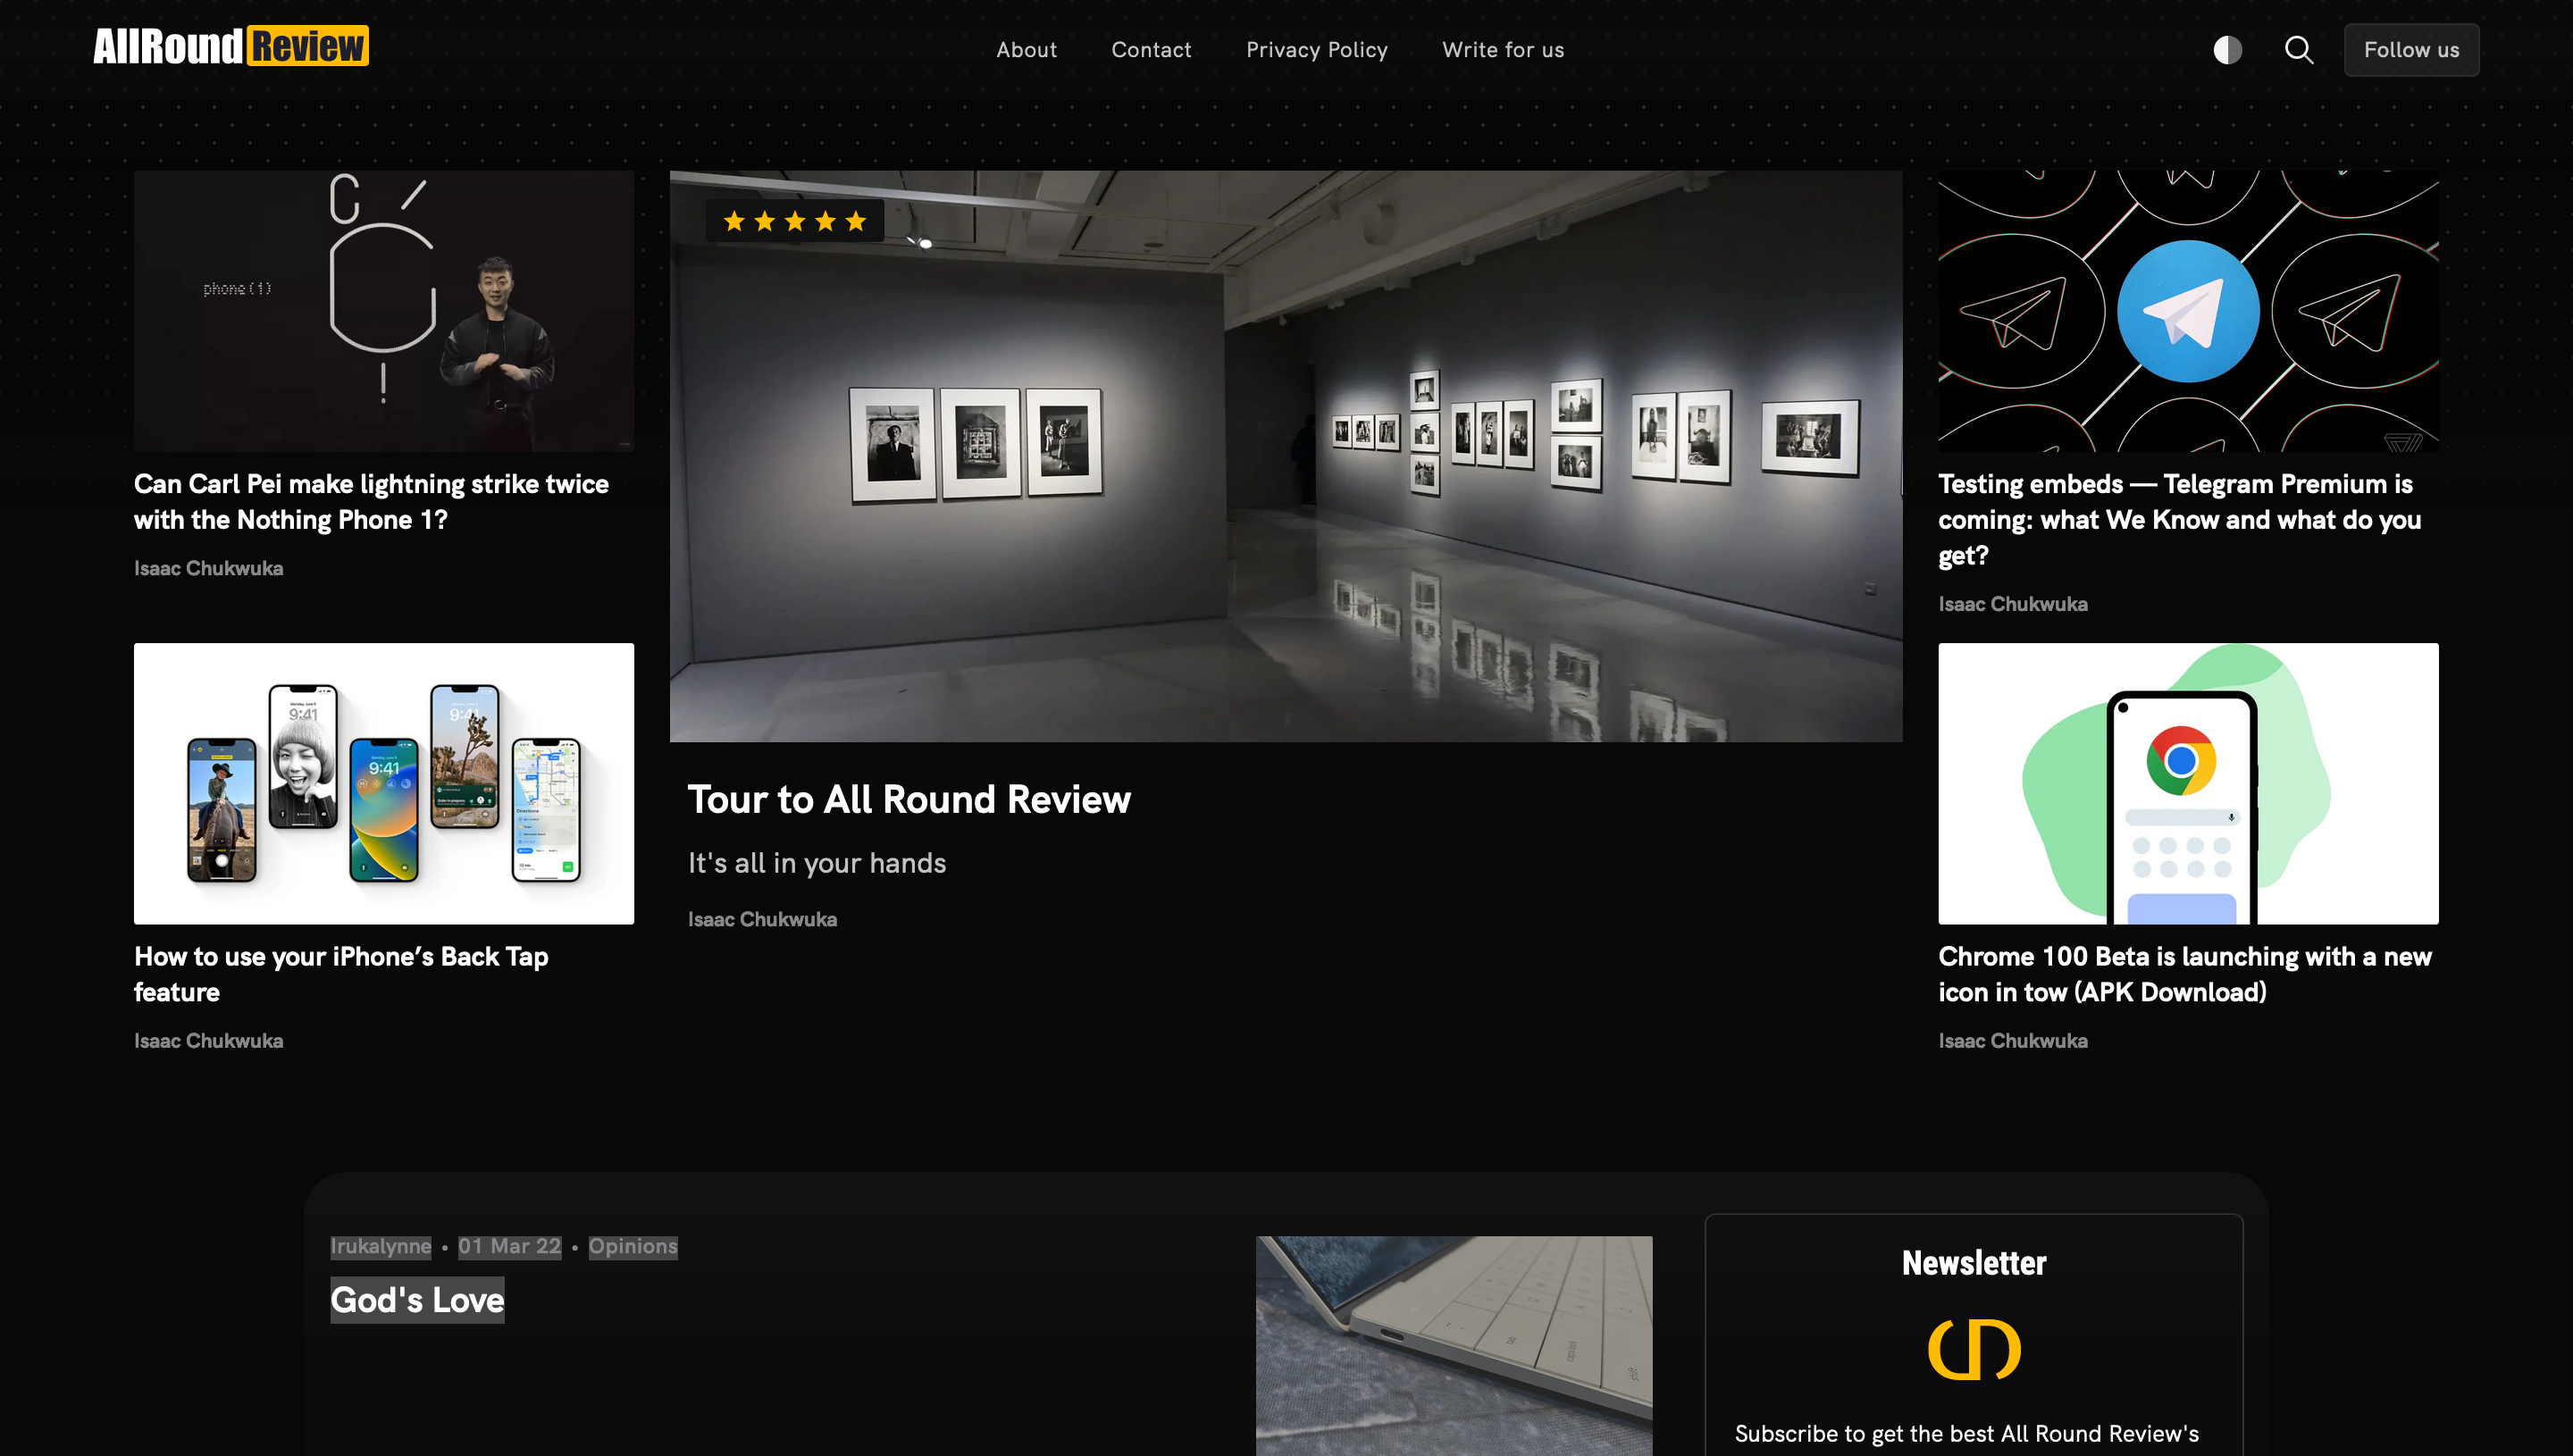 AllRound Review
About
Contact
Privacy Policy
Write for us
Follow us
phone (1)
Can Carl Pei make lightning strike twice
with the Nothing Phone 1?
Isaac Chukwuka
9:41
9:41
9:41
How to use your iPhone’s Back Tap
feature
Isaac Chukwuka
Tour to All Round Review
It's all in your hands
Isaac Chukwuka
Testing embeds — Telegram Premium is
coming: what We Know and what do you
get?
Isaac Chukwuka
Chrome 100 Beta is launching with a new
icon in tow (APK Download)
Isaac Chukwuka
Irukalynne • 01 Mar 22 • Opinions
God's Love
Newsletter
Subscribe to get the best All Round Review's